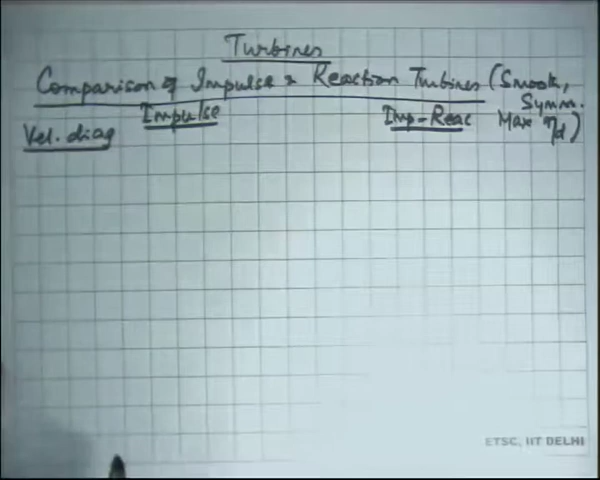 Turbines
Comparison of Impulse & Reaction Turbines (Smooth, Symm. Max ηd)
Impulse Imp-Reac
Vel. diag
ETSC, IIT DELHI